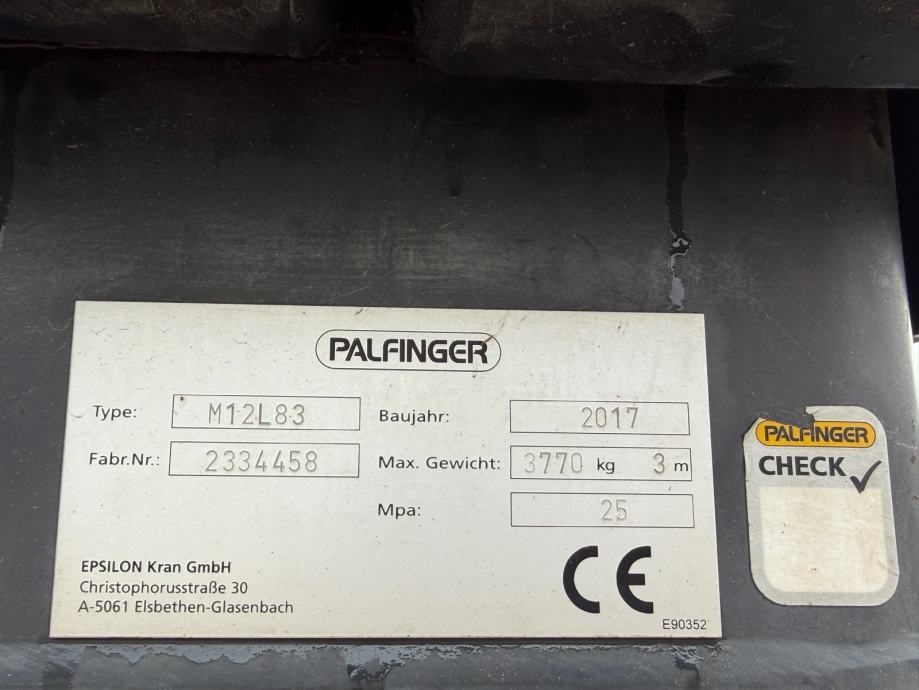 PALFINGER
Type: M12L83 Baujahr: 2017
Fabr.Nr.: 2334458 Max. Gewicht: 3770 kg 3 m
Mpa: 25
EPSILON Kran GmbH
Christophorusstraße 30
A-5061 Elsbethen-Glasenbach
CE
E90352
PALFINGER
CHECK